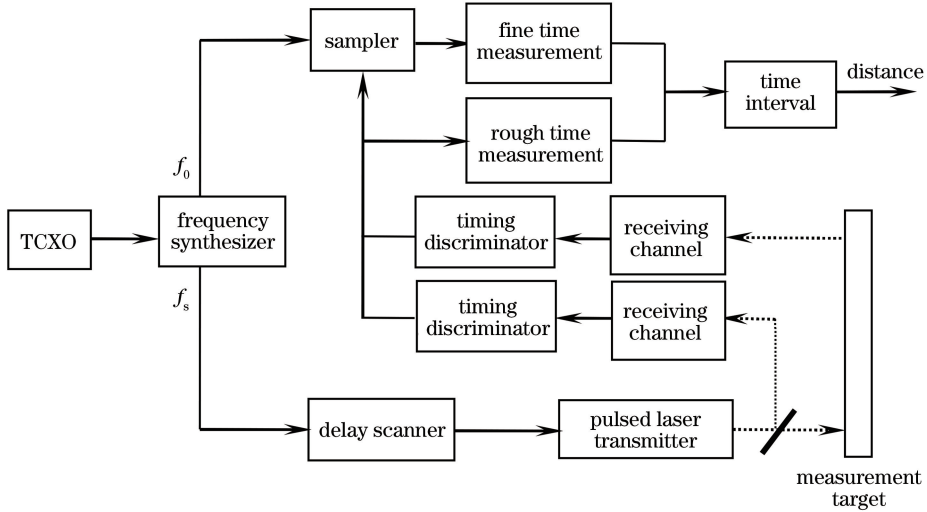 sampler
fine time
measurement
time
interval
distance
rough time
measurement
f0
TCXO
frequency
synthesizer
timing
discriminator
receiving
channel
fs
timing
discriminator
receiving
channel
delay scanner
pulsed laser
transmitter
measurement
target